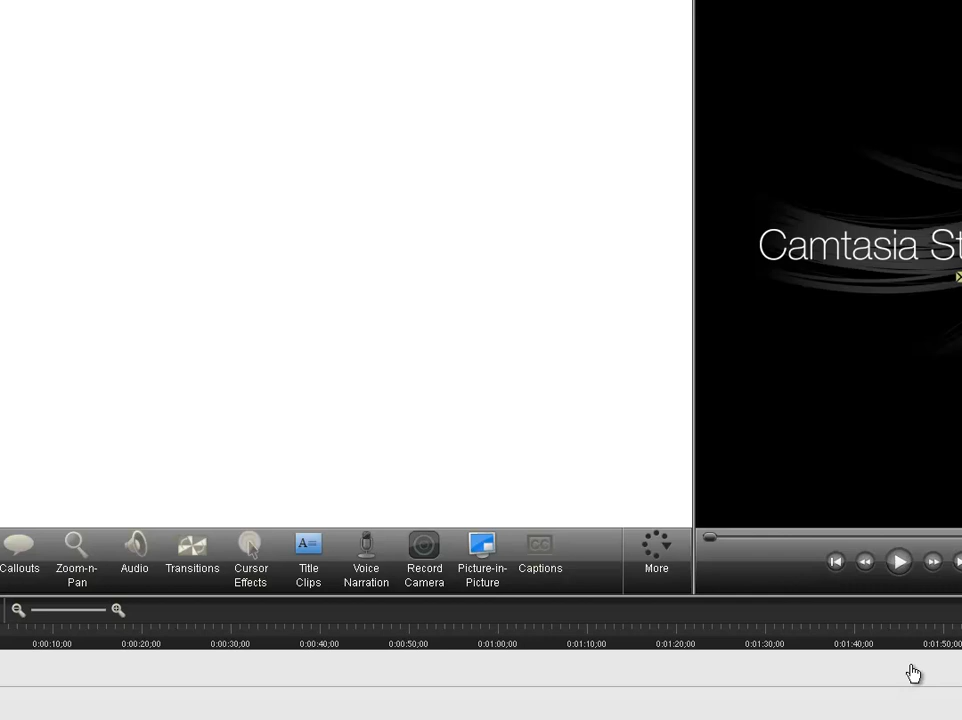 Camtasia St
Callouts
Zoom-n-
Pan
Audio
Transitions
Cursor
Effects
A=
Title
Clips
Voice
Narration
Record
Camera
Picture-in-
Picture
CC
Captions
More
0:00:10;00 0:00:20;00 0:00:30;00 0:00:40;00 0:00:50;00 0:01:00;00 0:01:10;00 0:01:20;00 0:01:30;00 0:01:40;00 0:01:50;00